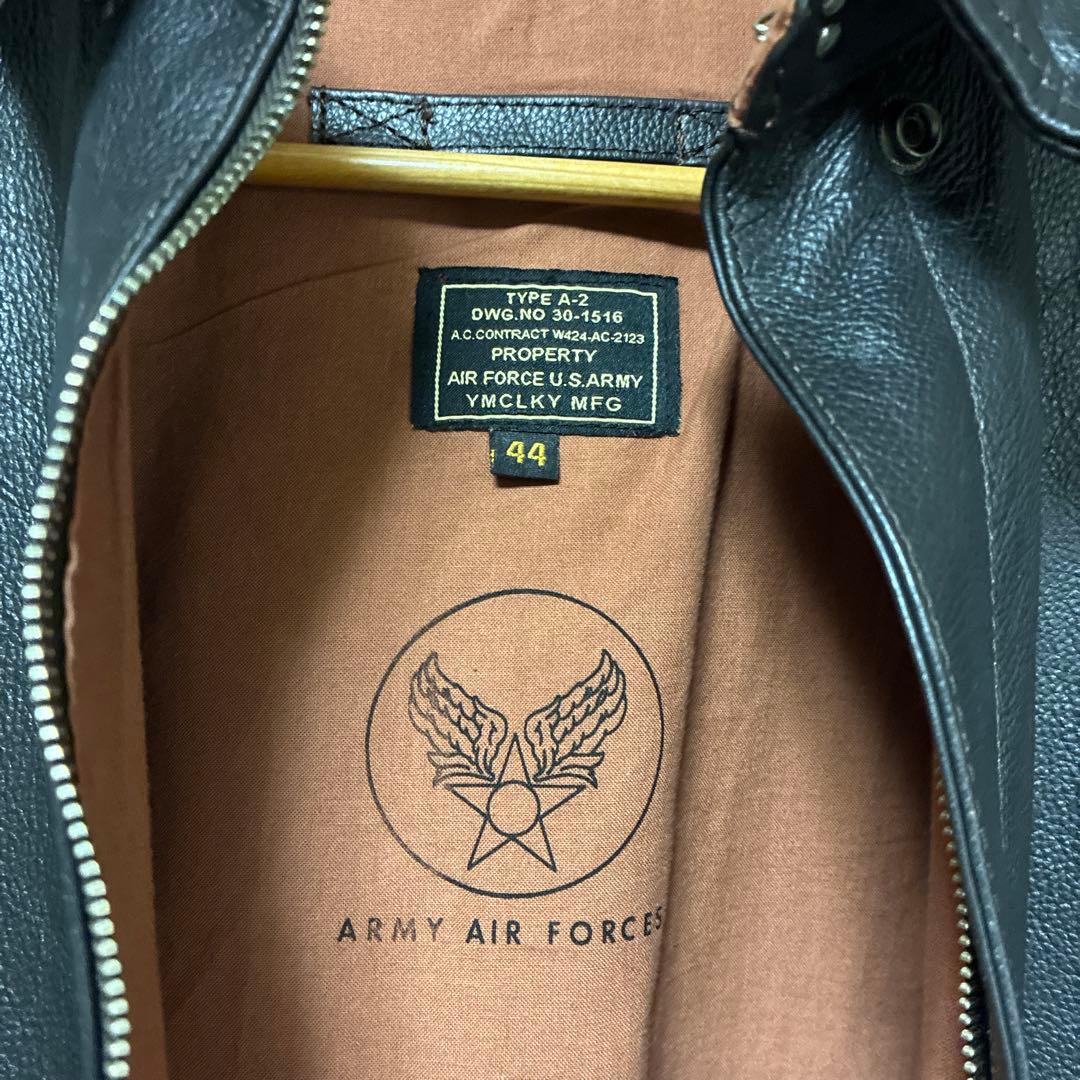 TYPE A-2
DWG.NO 30-1516
A.C.CONTRACT W424-AC-2123
PROPERTY
AIR FORCE U.S.ARMY
YMCLKY MFG
44
ARMY AIR FORCES